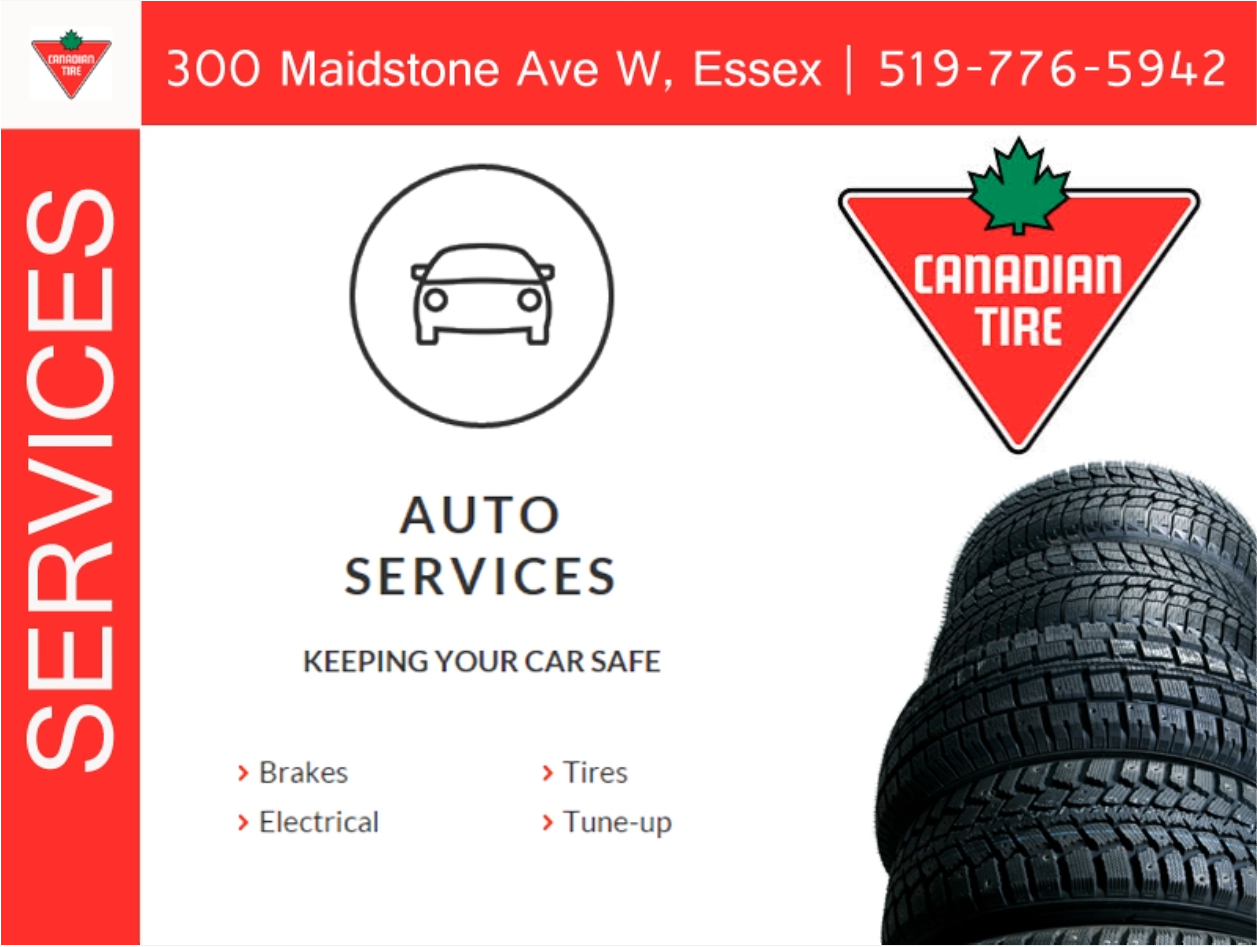 CANADIAN
TIRE
300 Maidstone Ave W, Essex | 519-776-5942
SERVICES
CANADIAN
TIRE
AUTO
SERVICES
KEEPING YOUR CAR SAFE
> Brakes
> Tires
> Electrical
> Tune-up